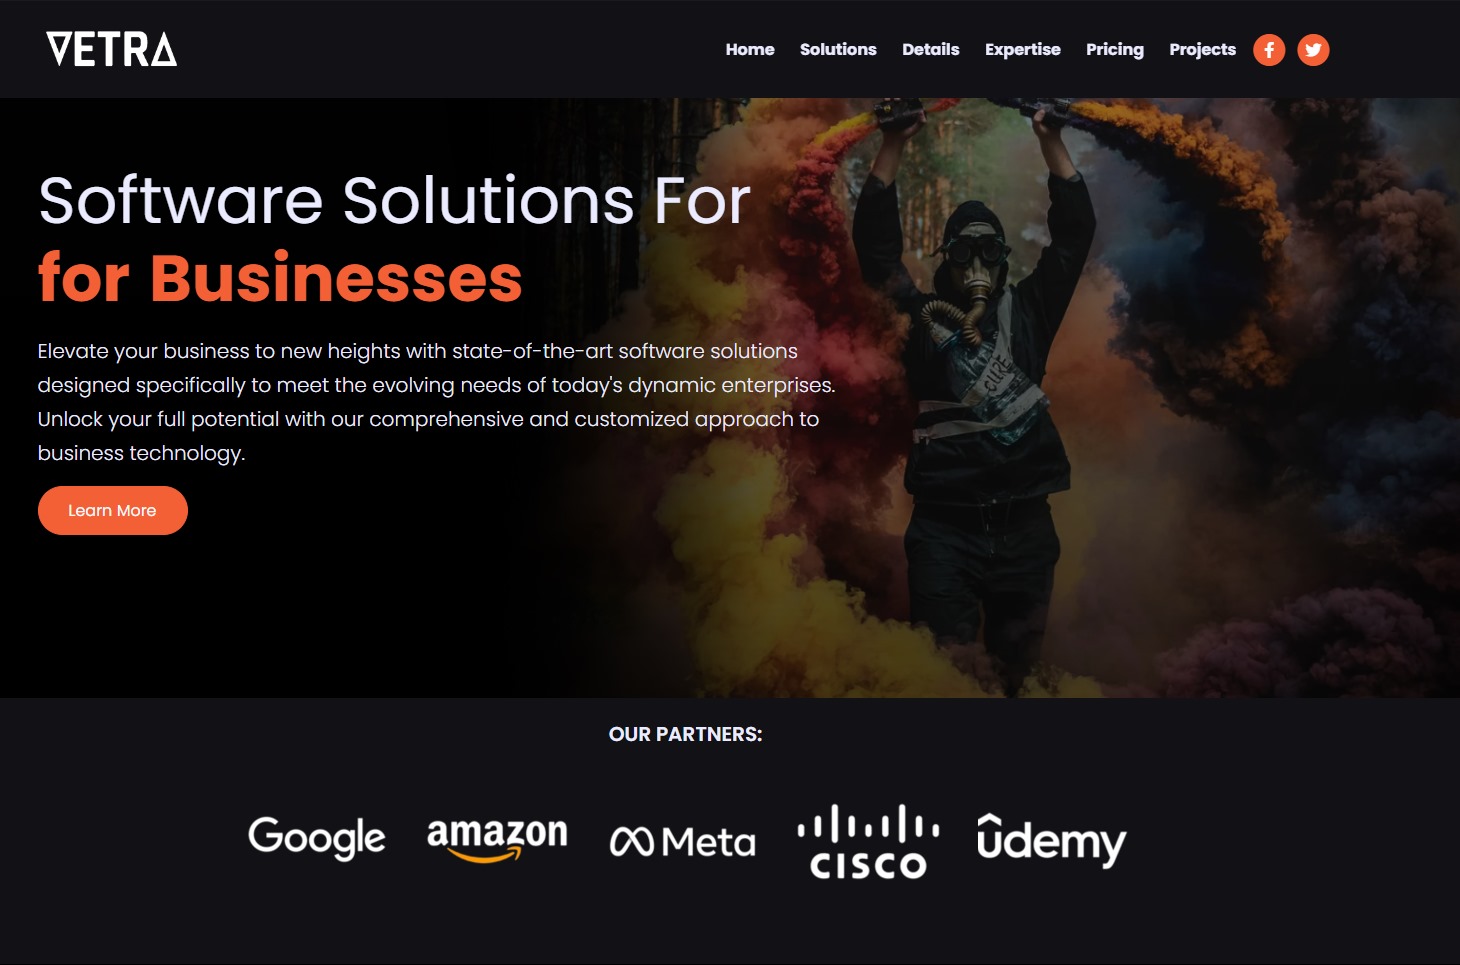 VETRA
Home Solutions Details Expertise Pricing Projects
Software Solutions For
for Businesses
Elevate your business to new heights with state-of-the-art software solutions
designed specifically to meet the evolving needs of today's dynamic enterprises.
Unlock your full potential with our comprehensive and customized approach to
business technology.
Learn More
CURE
OUR PARTNERS:
Google amazon Meta CISCO ûdemy